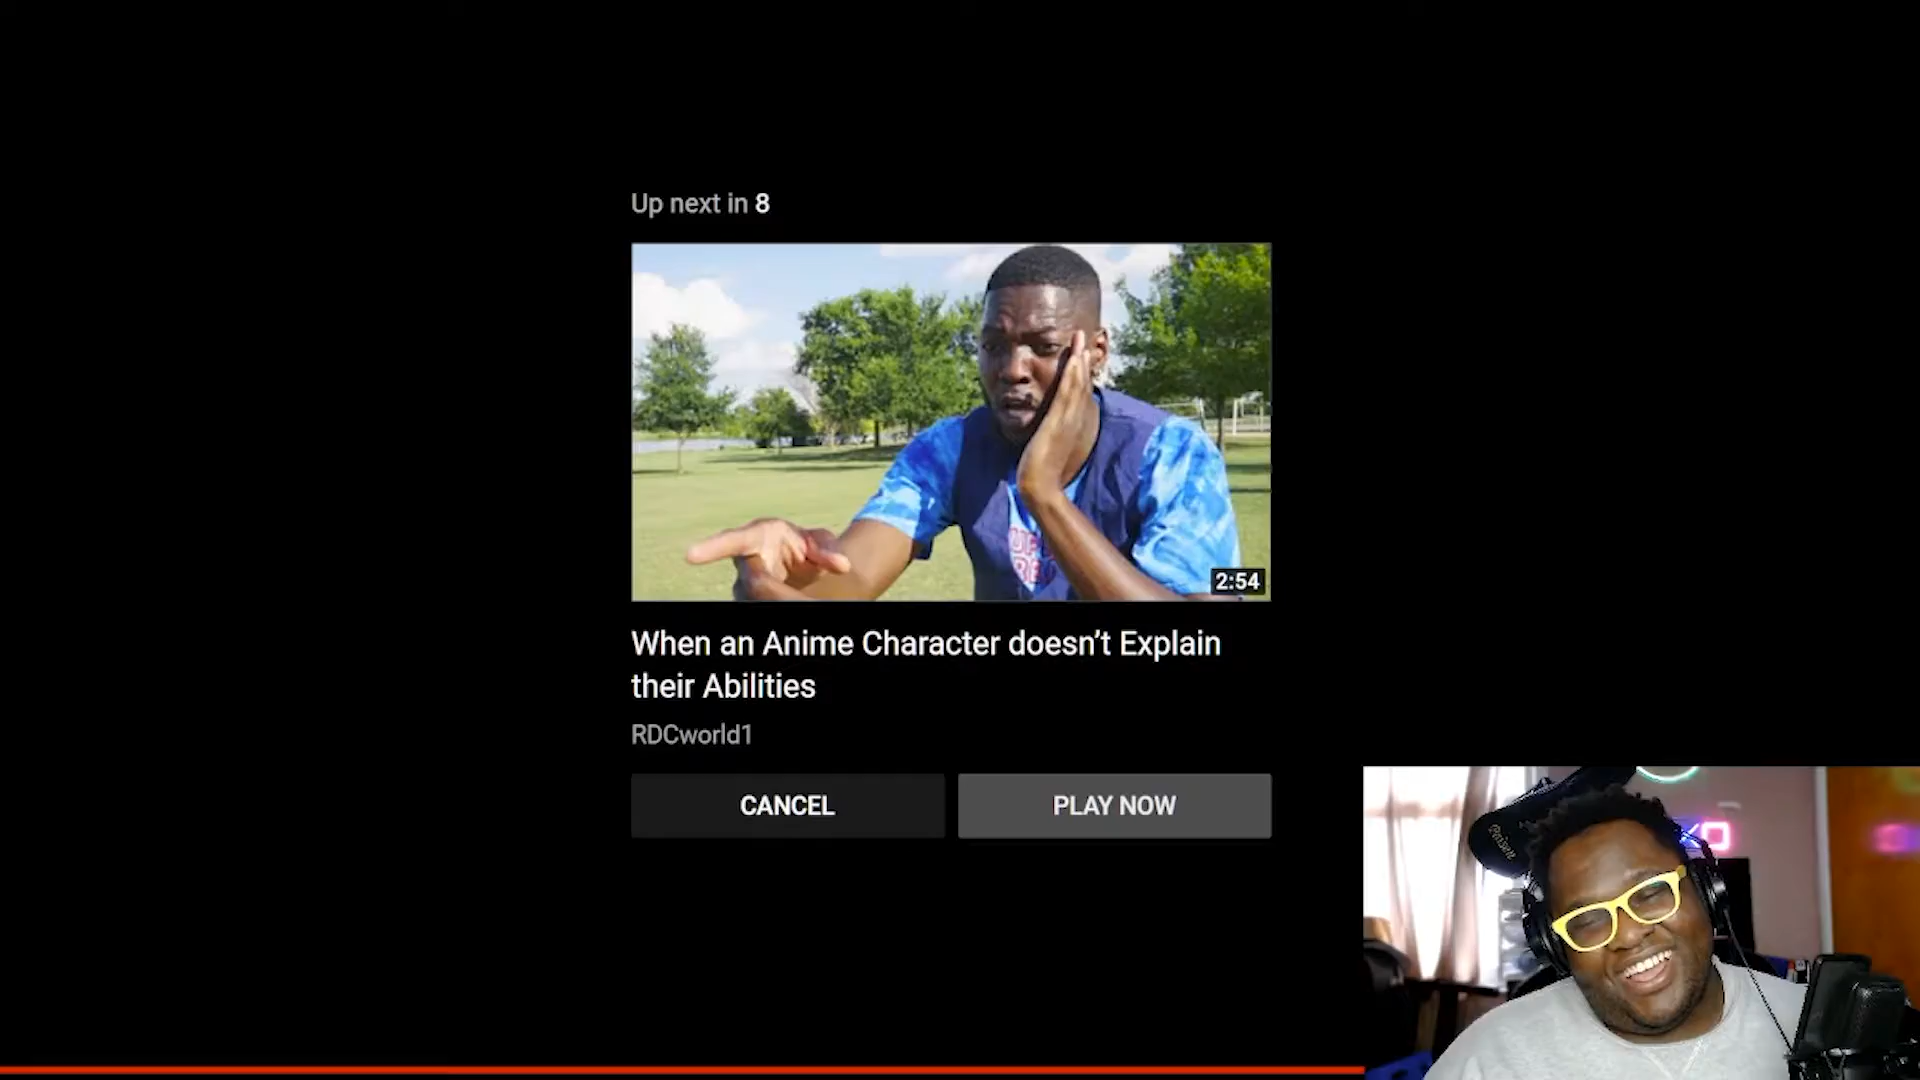 Up next in 8
2:54
When an Anime Character doesn’t Explain
their Abilities
RDCworld1
CANCEL
PLAY NOW